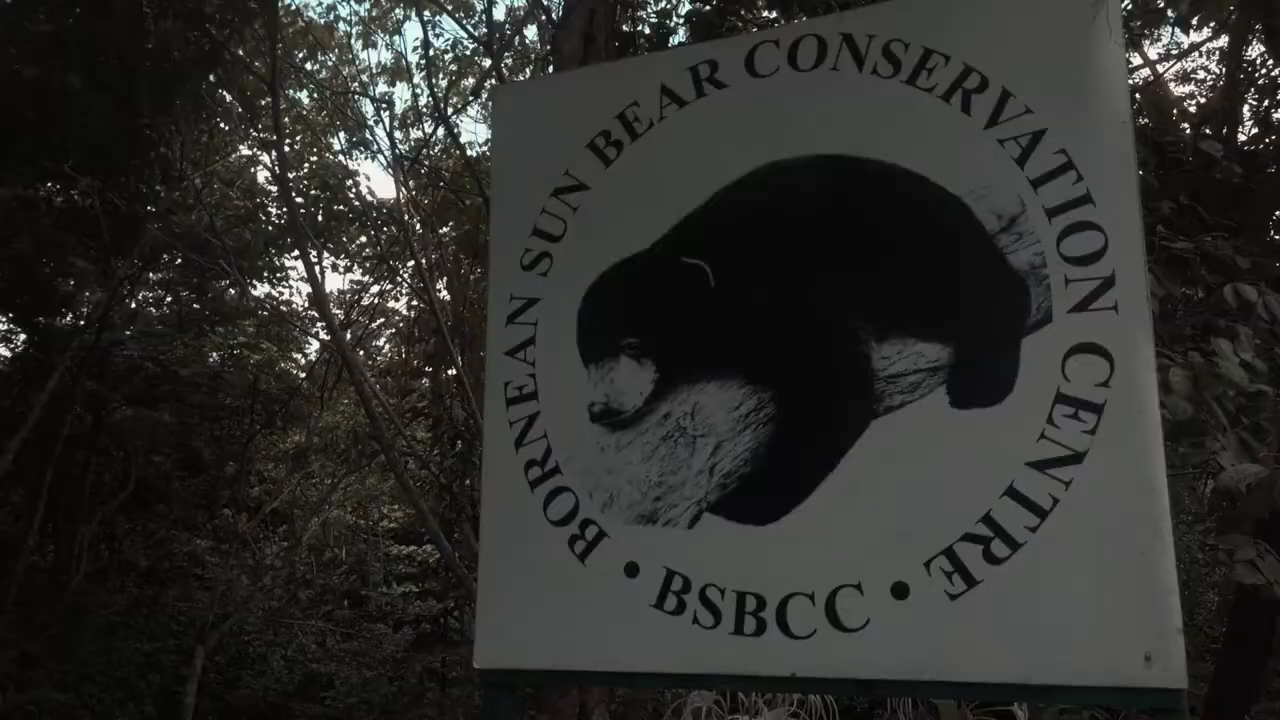 BORNEAN SUN BEAR CONSERVATION CENTRE
• BSBCC •